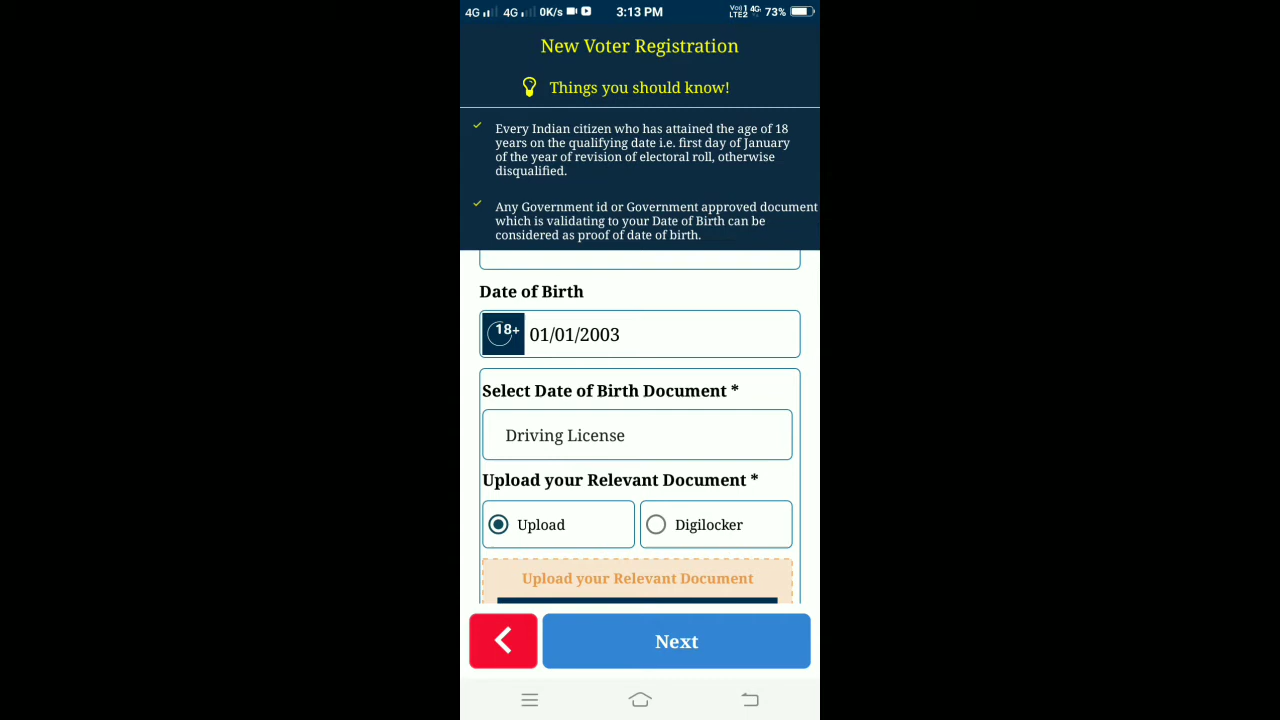 4G 4G 0K/s 3:13 PM Vo)) 1 4G LTE2 73%
New Voter Registration
Things you should know!
Every Indian citizen who has attained the age of 18
years on the qualifying date i.e. first day of January
of the year of revision of electoral roll, otherwise
disqualified.
Any Government id or Government approved document
which is validating to your Date of Birth can be
considered as proof of date of birth.
Date of Birth
18+ 01/01/2003
Select Date of Birth Document *
Driving License
Upload your Relevant Document *
Upload Digilocker
Upload your Relevant Document
Next